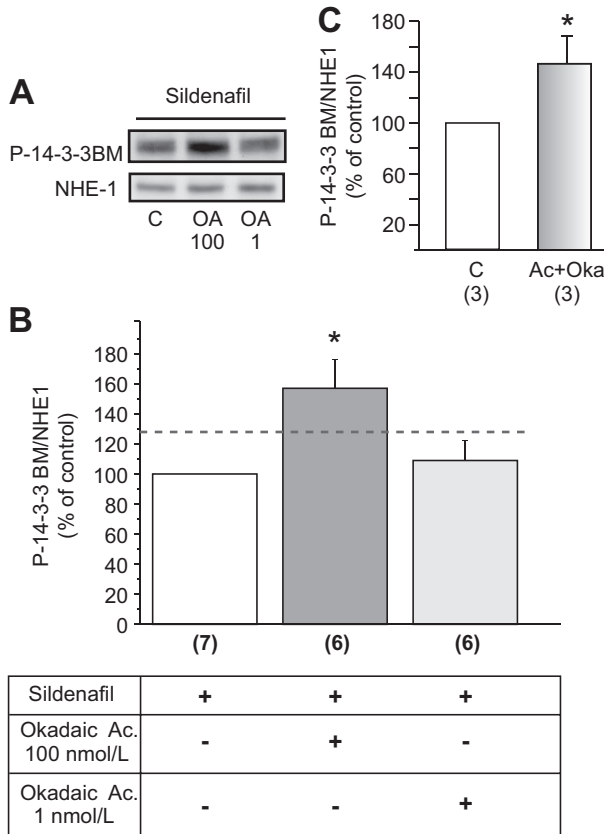 A
Sildenafil
P-14-3-3BM
NHE-1
C OA OA
100 1
C
P-14-3-3 BM/NHE1
(% of control)
180
140
100
60
20
*
C Ac+Oka
(3) (3)
B
P-14-3-3 BM/NHE1
(% of control)
180
160
140
120
100
80
60
40
20
0
*
(7) (6) (6)
Sildenafil + + +
Okadaic Ac.
100 nmol/L - + -
Okadaic Ac.
1 nmol/L - - +